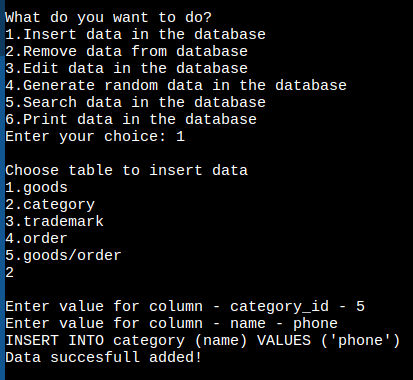 What do you want to do?
1.Insert data in the database
2.Remove data from database
3.Edit data in the database
4.Generate random data in the database
5.Search data in the database
6.Print data in the database
Enter your choice: 1
Choose table to insert data
1.goods
2.category
3.trademark
4.order
5.goods/order
2
Enter value for column - category_id - 5
Enter value for column - name - phone
INSERT INTO category (name) VALUES ('phone')
Data succesfull added!